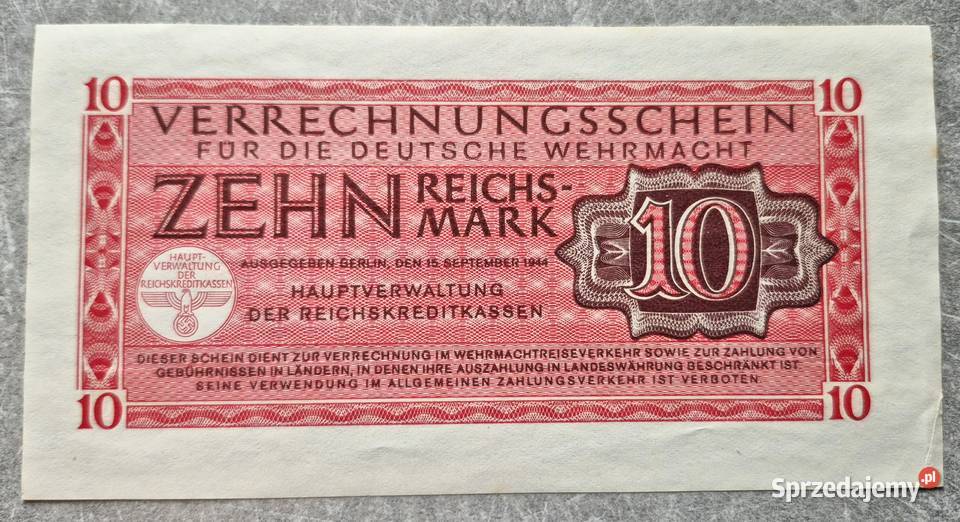 10
10
VERRECHNUNGSSCHEIN
FÜR DIE DEUTSCHE WEHRMACHT
ZEHN REICHS-
MARK
10
HAUPT-
VERWALTUNG
DER
REICHSKREDITKASSEN
AUSGEGEBEN BERLIN, DEN 15. SEPTEMBER 1944
HAUPTVERWALTUNG
DER REICHSKREDITKASSEN
DIESER SCHEIN DIENT ZUR VERRECHNUNG IM WEHRMACHTREISEVERKEHR SOWIE ZUR ZAHLUNG VON
GEBÜHRNISSEN IN LÄNDERN, IN DENEN IHRE AUSZAHLUNG IN LANDESWÄHRUNG BESCHRÄNKT IST
SEINE VERWENDUNG IM ALLGEMEINEN ZAHLUNGSVERKEHR IST VERBOTEN
10
10
Sprzedajemy.pl